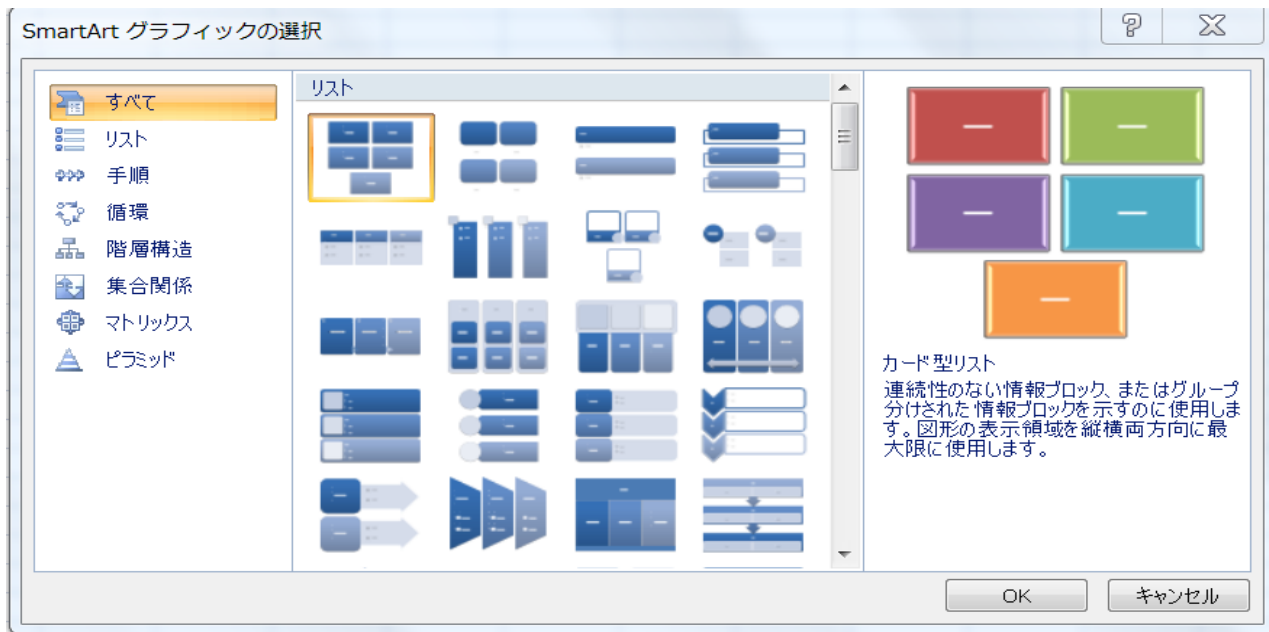 SmartArt グラフィックの選択
すべて
リスト
手順
循環
階層構造
集合関係
マトリックス
ピラミッド
リスト
カード型リスト
連続性のない情報ブロック、またはグループ
分けされた情報ブロックを示すのに使用しま
す。図形の表示領域を縦横両方向に最
大限に使用します。
OK
キャンセル